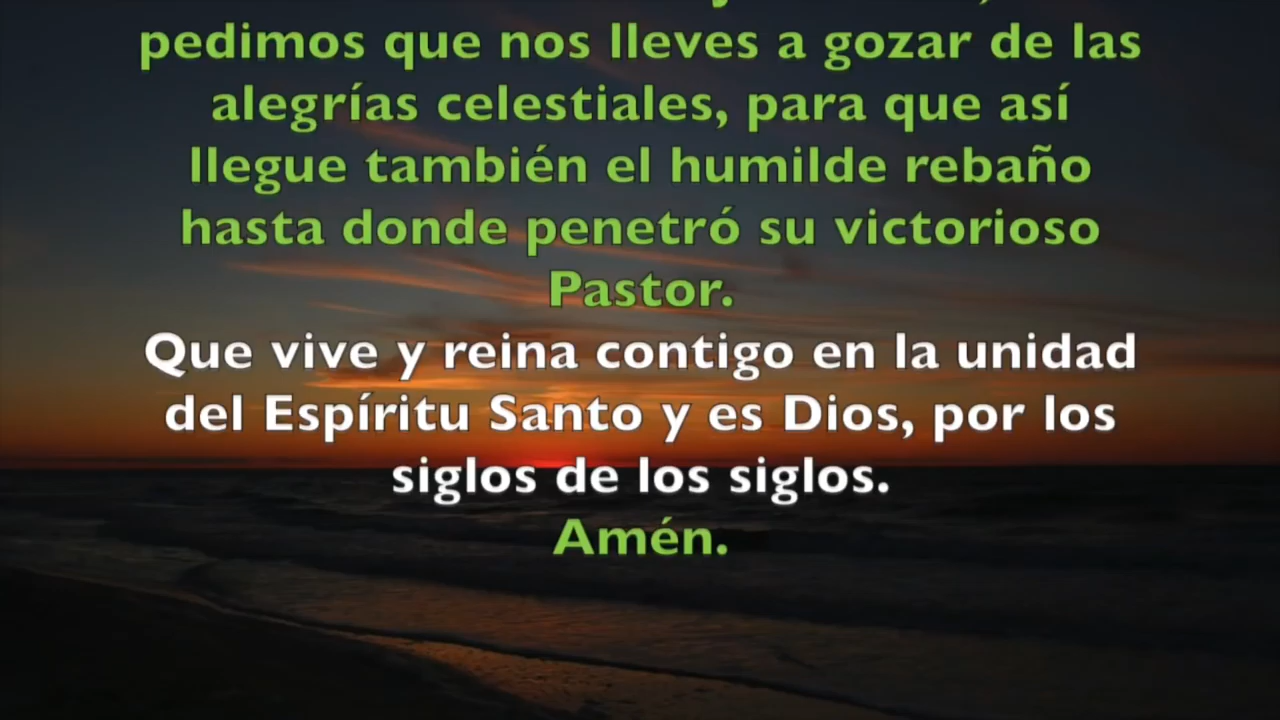 pedimos que nos lleves a gozar de las
alegrías celestiales, para que así
llegue también el humilde rebaño
hasta donde penetró su victorioso
Pastor.
Que vive y reina contigo en la unidad
del Espíritu Santo y es Dios, por los
siglos de los siglos.
Amén.